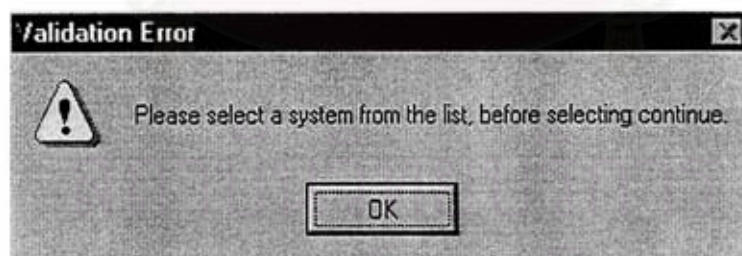 Validation Error
Please select a system from the list, before selecting continue.
OK